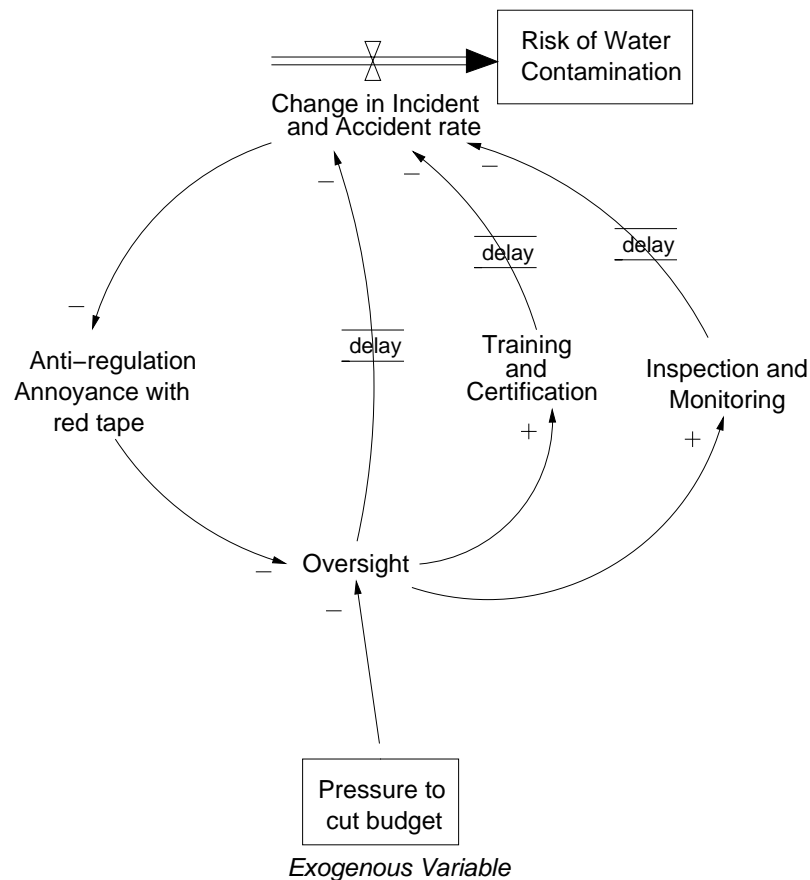 Risk of Water
Contamination
Change in Incident
and Accident rate
−
−
−
−
delay
delay
delay
Anti−regulation
Annoyance with
red tape
Training
and
Certification
Inspection and
Monitoring
+
+
−
Oversight
−
Pressure to
cut budget
Exogenous Variable